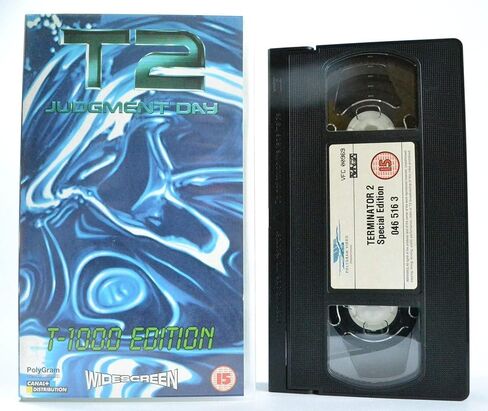 T2
JUDGMENT DAY
T-1000 EDITION
PolyGram
CANAL+
DISTRIBUTION
WIDESCREEN
15
VFC 00969
15
TERMINATOR 2
Special Edition
046 516 3